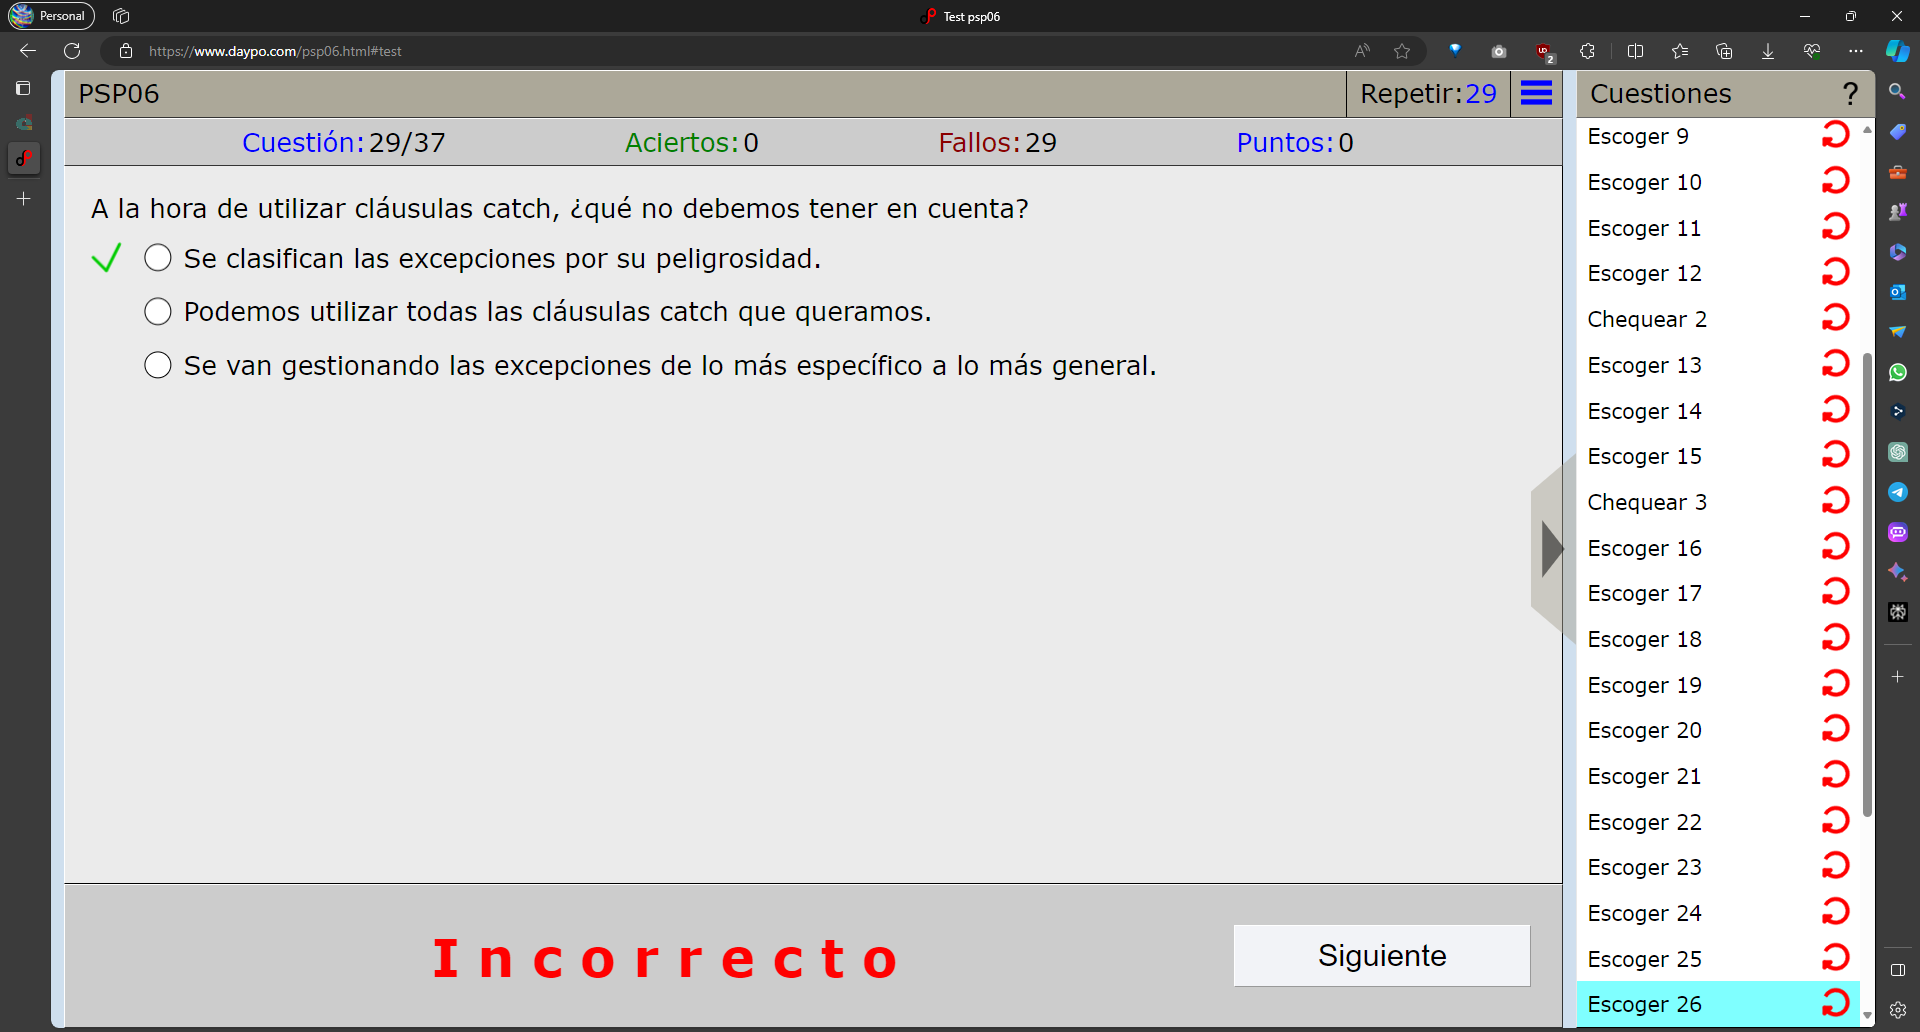 Personal
Test psp06
https://www.daypo.com/psp06.html#test
2
PSP06
Repetir:29
Cuestiones
?
Cuestión:29/37
Aciertos:0
Fallos:29
Puntos:0
A la hora de utilizar cláusulas catch, ¿qué no debemos tener en cuenta?
Se clasifican las excepciones por su peligrosidad.
Podemos utilizar todas las cláusulas catch que queramos.
Se van gestionando las excepciones de lo más específico a lo más general.
Incorrecto
Siguiente
Escoger 9
Escoger 10
Escoger 11
Escoger 12
Chequear 2
Escoger 13
Escoger 14
Escoger 15
Chequear 3
Escoger 16
Escoger 17
Escoger 18
Escoger 19
Escoger 20
Escoger 21
Escoger 22
Escoger 23
Escoger 24
Escoger 25
Escoger 26